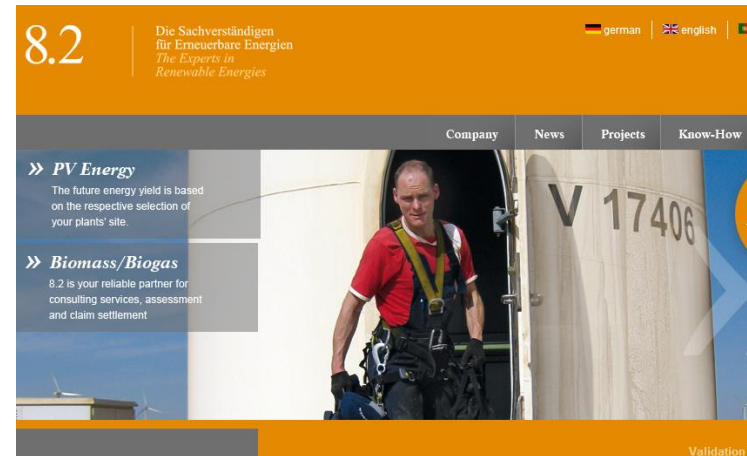 8.2
Die Sachverständigen
für Erneuerbare Energien
The Experts in
Renewable Energies
german
english
Company
News
Projects
Know-How
» PV Energy
The future energy yield is based
on the respective selection of
your plants' site.
» Biomass/Biogas
8.2 is your reliable partner for
consulting services, assessment
and claim settlement
V 17406
Validation